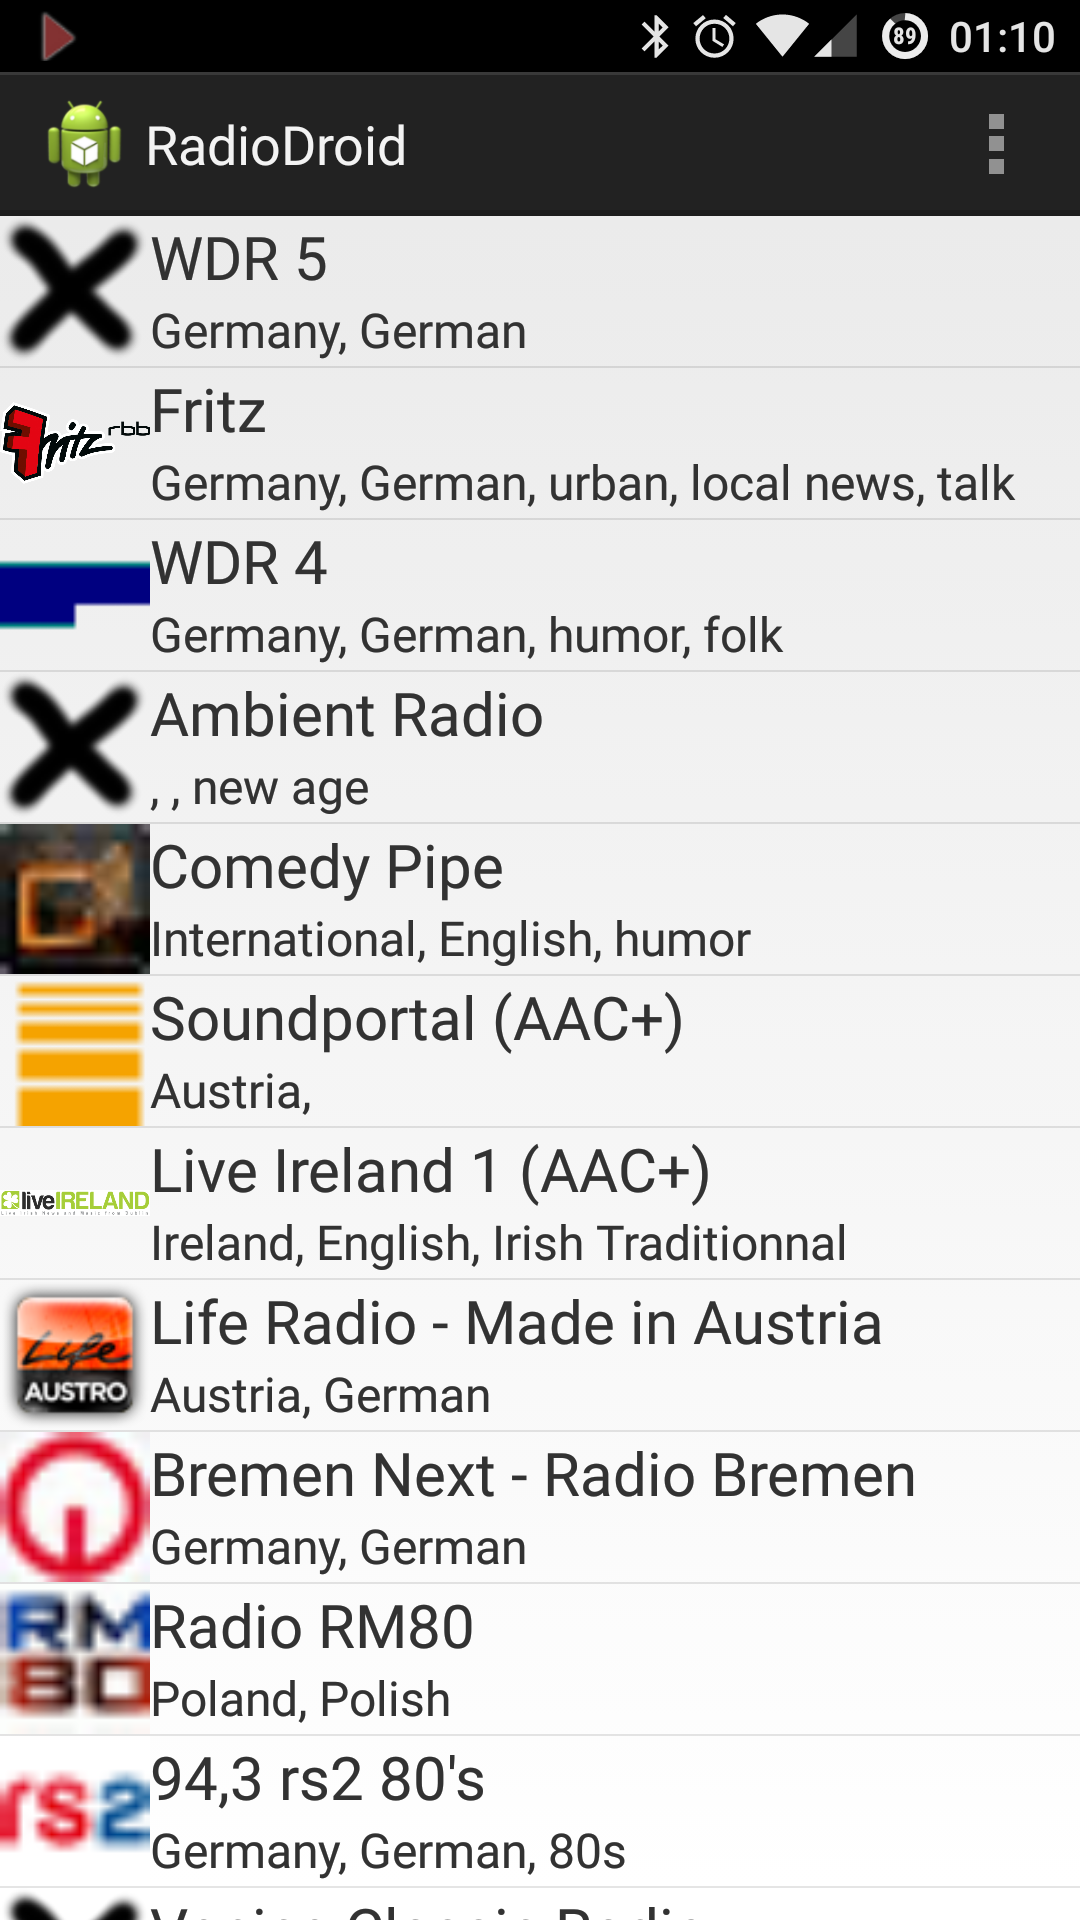 89 01:10
RadioDroid
WDR 5
Germany, German
Fritz
Fritz rbb
Germany, German, urban, local news, talk
WDR 4
Germany, German, humor, folk
Ambient Radio
, , new age
Comedy Pipe
International, English, humor
Soundportal (AAC+)
Austria,
Live Ireland 1 (AAC+)
liveIRELAND
Ireland, English, Irish Traditionnal
Life Radio - Made in Austria
Life
AUSTRO
Austria, German
Bremen Next - Radio Bremen
Germany, German
RM
80
Radio RM80
Poland, Polish
94,3 rs2 80's
rs2
Germany, German, 80s